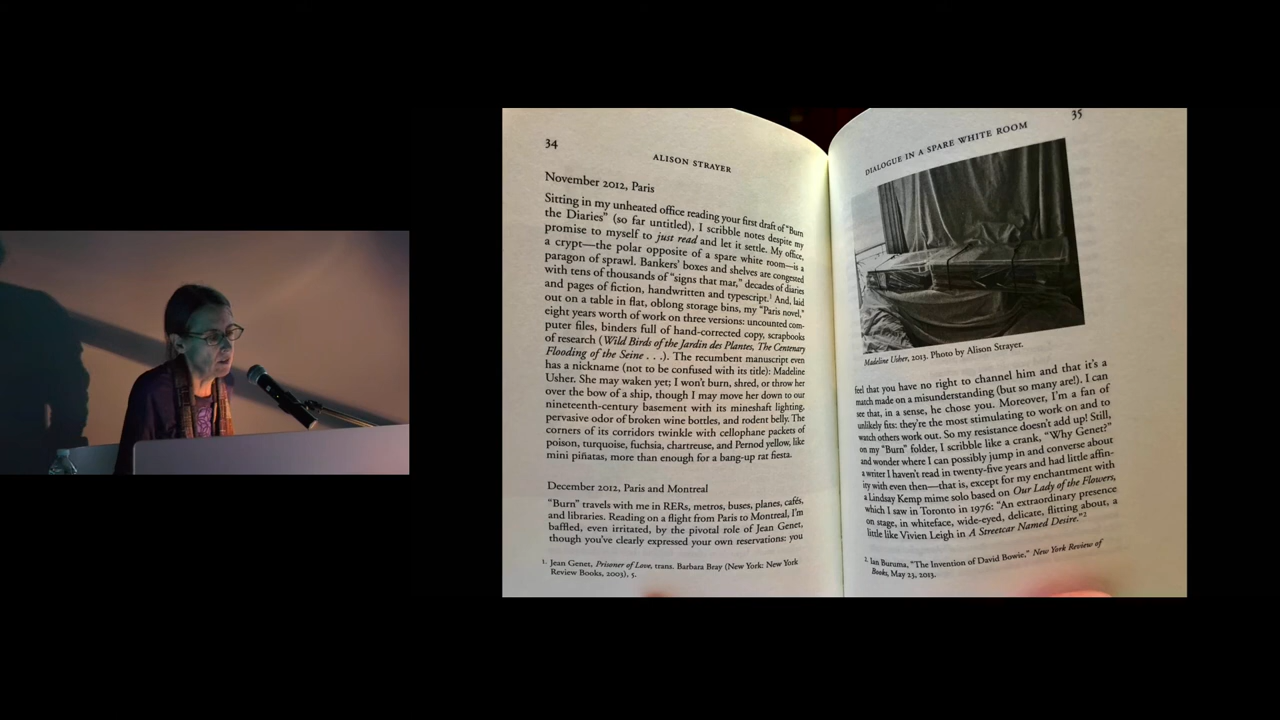 34
ALISON STRAYER
November 2012, Paris
Sitting in my unheated office reading your first draft of “Burn
the Diaries” (so far untitled), I scribble notes despite my
promise to myself to just read and let it settle. My office,
a crypt—the polar opposite of a spare white room—is a
paragon of sprawl. Bankers’ boxes and shelves are congested
with tens of thousands of “signs that mar,” decades of diaries
and pages of fiction, handwritten and typescript.¹ And, laid
out on a table in flat, oblong storage bins, my “Paris novel,”
eight years worth of work on three versions: uncounted com-
puter files, binders full of hand-corrected copy, scrapbooks
of research (Wild Birds of the Jardin des Plantes, The Centenary
Flooding of the Seine . . .). The recumbent manuscript even
has a nickname (not to be confused with its title): Madeline
Usher. She may waken yet; I won’t burn, shred, or throw her
over the bow of a ship, though I may move her down to our
nineteenth-century basement with its mineshaft lighting,
pervasive odor of broken wine bottles, and rodent belly. The
corners of its corridors twinkle with cellophane packets of
poison, turquoise, fuchsia, chartreuse, and Pernod yellow, like
mini piñatas, more than enough for a bang-up rat fiesta.
December 2012, Paris and Montreal
“Burn” travels with me in RERs, metros, buses, planes, cafés,
and libraries. Reading on a flight from Paris to Montreal, I’m
baffled, even irritated, by the pivotal role of Jean Genet,
though you’ve clearly expressed your own reservations: you
1. Jean Genet, Prisoner of Love, trans. Barbara Bray (New York: New York
Review Books, 2003), 5.
35
DIALOGUE IN A SPARE WHITE ROOM
Madeline Usher, 2013. Photo by Alison Strayer.
feel that you have no right to channel him and that it’s a
match made on a misunderstanding (but so many are!). I can
see that, in a sense, he chose you. Moreover, I’m a fan of
unlikely fits: they’re the most stimulating to work on and to
watch others work out. So my resistance doesn’t add up! Still,
on my “Burn” folder, I scribble like a crank, “Why Genet?”
and wonder where I can possibly jump in and converse about
a writer I haven’t read in twenty-five years and had little affin-
ity with even then—that is, except for my enchantment with
a Lindsay Kemp mime solo based on Our Lady of the Flowers,
which I saw in Toronto in 1976: “An extraordinary presence
on stage, in whiteface, wide-eyed, delicate, flitting about, a
little like Vivien Leigh in A Streetcar Named Desire.”²
2. Ian Buruma, “The Invention of David Bowie,” New York Review of
Books, May 23, 2013.